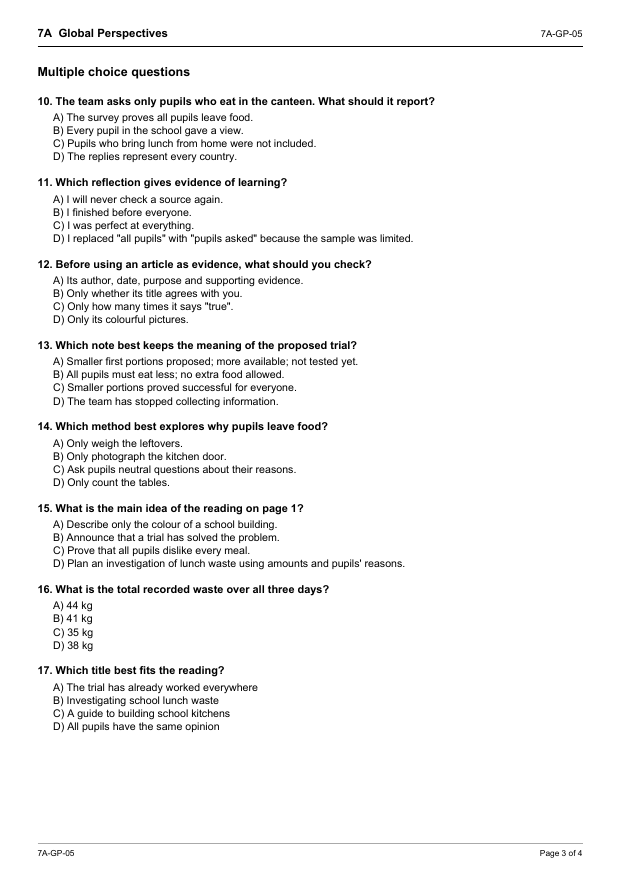 7A Global Perspectives
7A-GP-05
Multiple choice questions
10. The team asks only pupils who eat in the canteen. What should it report?
A) The survey proves all pupils leave food.
B) Every pupil in the school gave a view.
C) Pupils who bring lunch from home were not included.
D) The replies represent every country.
11. Which reflection gives evidence of learning?
A) I will never check a source again.
B) I finished before everyone.
C) I was perfect at everything.
D) I replaced "all pupils" with "pupils asked" because the sample was limited.
12. Before using an article as evidence, what should you check?
A) Its author, date, purpose and supporting evidence.
B) Only whether its title agrees with you.
C) Only how many times it says "true".
D) Only its colourful pictures.
13. Which note best keeps the meaning of the proposed trial?
A) Smaller first portions proposed; more available; not tested yet.
B) All pupils must eat less; no extra food allowed.
C) Smaller portions proved successful for everyone.
D) The team has stopped collecting information.
14. Which method best explores why pupils leave food?
A) Only weigh the leftovers.
B) Only photograph the kitchen door.
C) Ask pupils neutral questions about their reasons.
D) Only count the tables.
15. What is the main idea of the reading on page 1?
A) Describe only the colour of a school building.
B) Announce that a trial has solved the problem.
C) Prove that all pupils dislike every meal.
D) Plan an investigation of lunch waste using amounts and pupils' reasons.
16. What is the total recorded waste over all three days?
A) 44 kg
B) 41 kg
C) 35 kg
D) 38 kg
17. Which title best fits the reading?
A) The trial has already worked everywhere
B) Investigating school lunch waste
C) A guide to building school kitchens
D) All pupils have the same opinion
7A-GP-05
Page 3 of 4